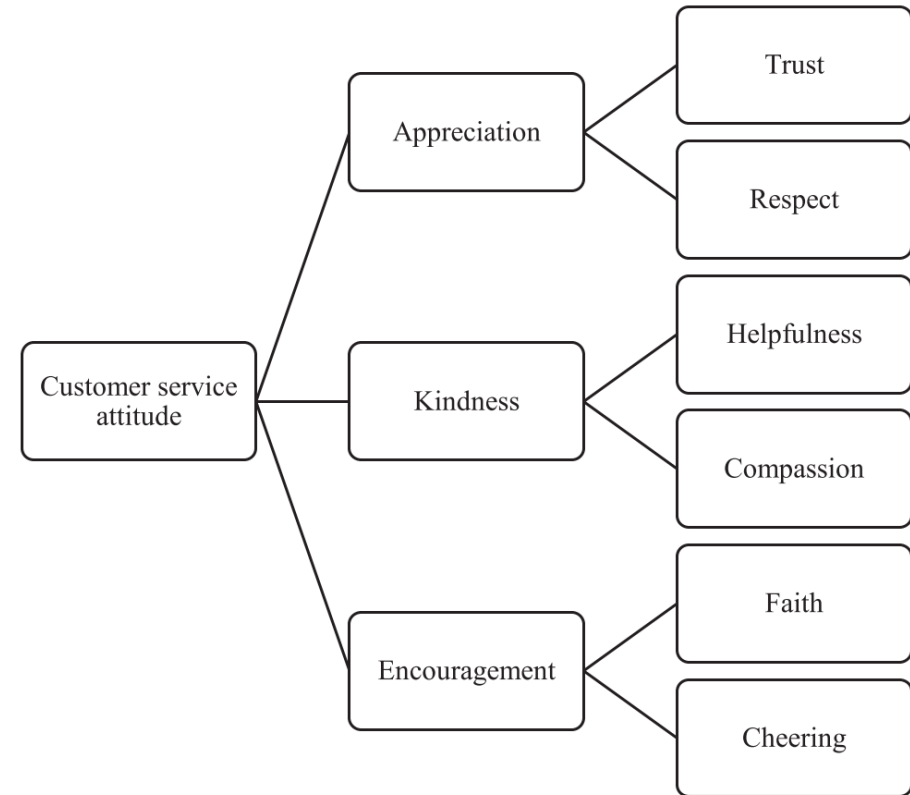 Customer service
attitude
Appreciation
Trust
Respect
Kindness
Helpfulness
Compassion
Encouragement
Faith
Cheering